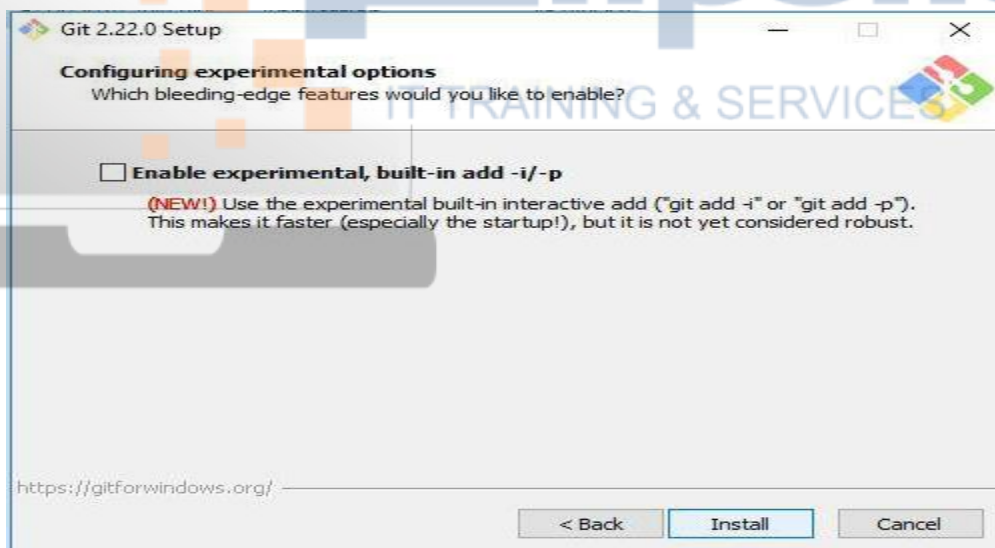 Git 2.22.0 Setup
Configuring experimental options
Which bleeding-edge features would you like to enable?
IT TRAINING & SERVICES
Enable experimental, built-in add -i/-p
(NEW!) Use the experimental built-in interactive add ("git add -i" or "git add -p").
This makes it faster (especially the startup!), but it is not yet considered robust.
https://gitforwindows.org/
< Back
Install
Cancel